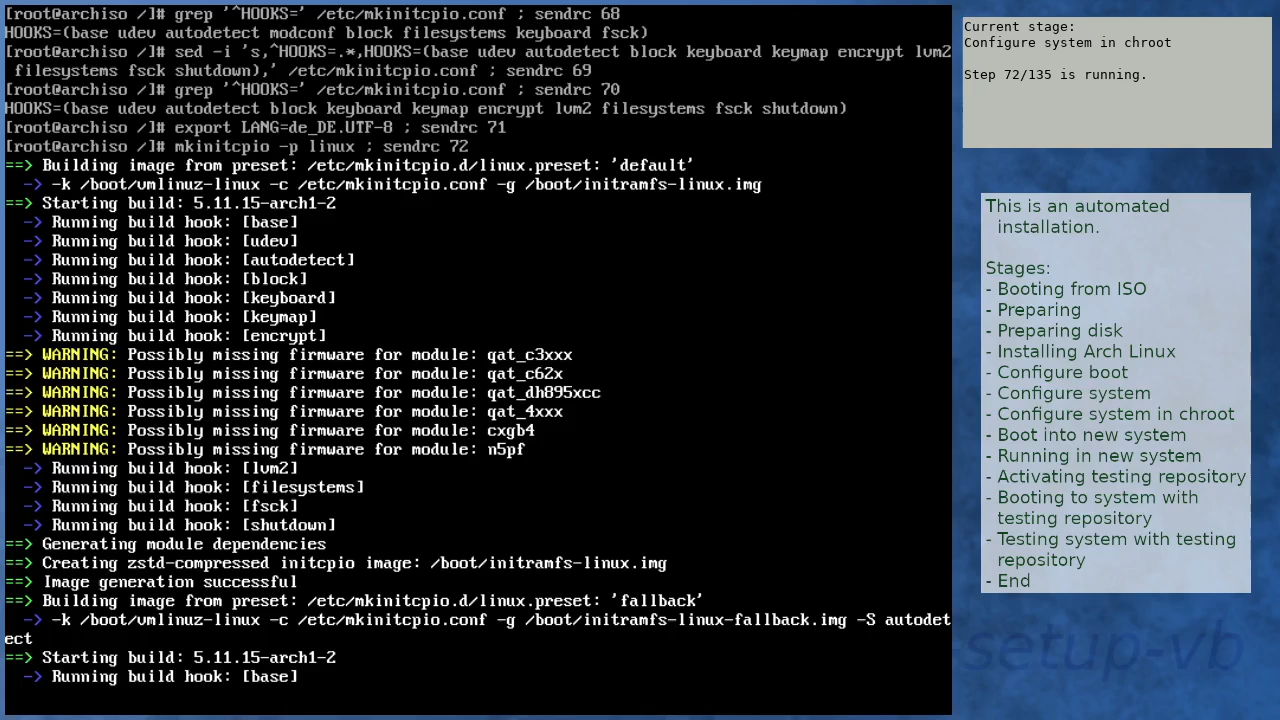 [root@archiso /]# grep '^HOOKS=' /etc/mkinitcpio.conf ; sendrc 68
HOOKS=(base udev autodetect modconf block filesystems keyboard fsck)
[root@archiso /]# sed -i 's,^HOOKS=.*,HOOKS=(base udev autodetect block keyboard keymap encrypt lvm2
 filesystems fsck shutdown),' /etc/mkinitcpio.conf ; sendrc 69
[root@archiso /]# grep '^HOOKS=' /etc/mkinitcpio.conf ; sendrc 70
HOOKS=(base udev autodetect block keyboard keymap encrypt lvm2 filesystems fsck shutdown)
[root@archiso /]# export LANG=de_DE.UTF-8 ; sendrc 71
[root@archiso /]# mkinitcpio -p linux ; sendrc 72
==> Building image from preset: /etc/mkinitcpio.d/linux.preset: 'default'
  -> -k /boot/vmlinuz-linux -c /etc/mkinitcpio.conf -g /boot/initramfs-linux.img
==> Starting build: 5.11.15-arch1-2
  -> Running build hook: [base]
  -> Running build hook: [udev]
  -> Running build hook: [autodetect]
  -> Running build hook: [block]
  -> Running build hook: [keyboard]
  -> Running build hook: [keymap]
  -> Running build hook: [encrypt]
==> WARNING: Possibly missing firmware for module: qat_c3xxx
==> WARNING: Possibly missing firmware for module: qat_c62x
==> WARNING: Possibly missing firmware for module: qat_dh895xcc
==> WARNING: Possibly missing firmware for module: qat_4xxx
==> WARNING: Possibly missing firmware for module: cxgb4
==> WARNING: Possibly missing firmware for module: n5pf
  -> Running build hook: [lvm2]
  -> Running build hook: [filesystems]
  -> Running build hook: [fsck]
  -> Running build hook: [shutdown]
==> Generating module dependencies
==> Creating zstd-compressed initcpio image: /boot/initramfs-linux.img
==> Image generation successful
==> Building image from preset: /etc/mkinitcpio.d/linux.preset: 'fallback'
  -> -k /boot/vmlinuz-linux -c /etc/mkinitcpio.conf -g /boot/initramfs-linux-fallback.img -S autodet
ect
==> Starting build: 5.11.15-arch1-2
  -> Running build hook: [base]
Current stage:
Configure system in chroot
Step 72/135 is running.
This is an automated
installation.
Stages:
- Booting from ISO
- Preparing
- Preparing disk
- Installing Arch Linux
- Configure boot
- Configure system
- Configure system in chroot
- Boot into new system
- Running in new system
- Activating testing repository
- Booting to system with
testing repository
- Testing system with testing
repository
- End
setup-vb